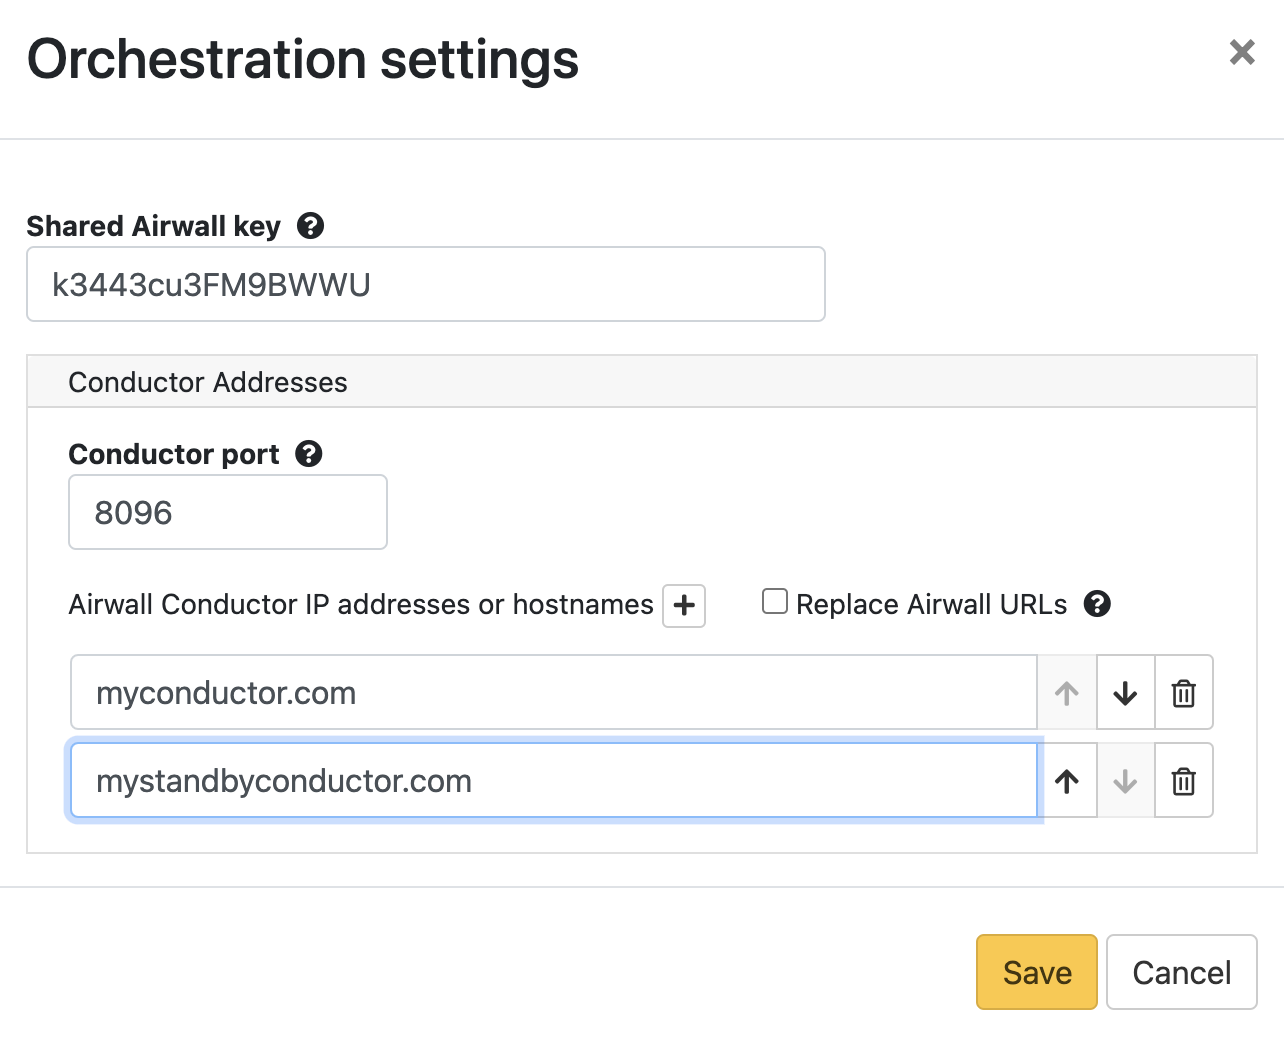 Orchestration settings
Shared Airwall key
k3443cu3FM9BWWU
Conductor Addresses
Conductor port
8096
Airwall Conductor IP addresses or hostnames
Replace Airwall URLs
myconductor.com
mystandbyconductor.com
Save Cancel